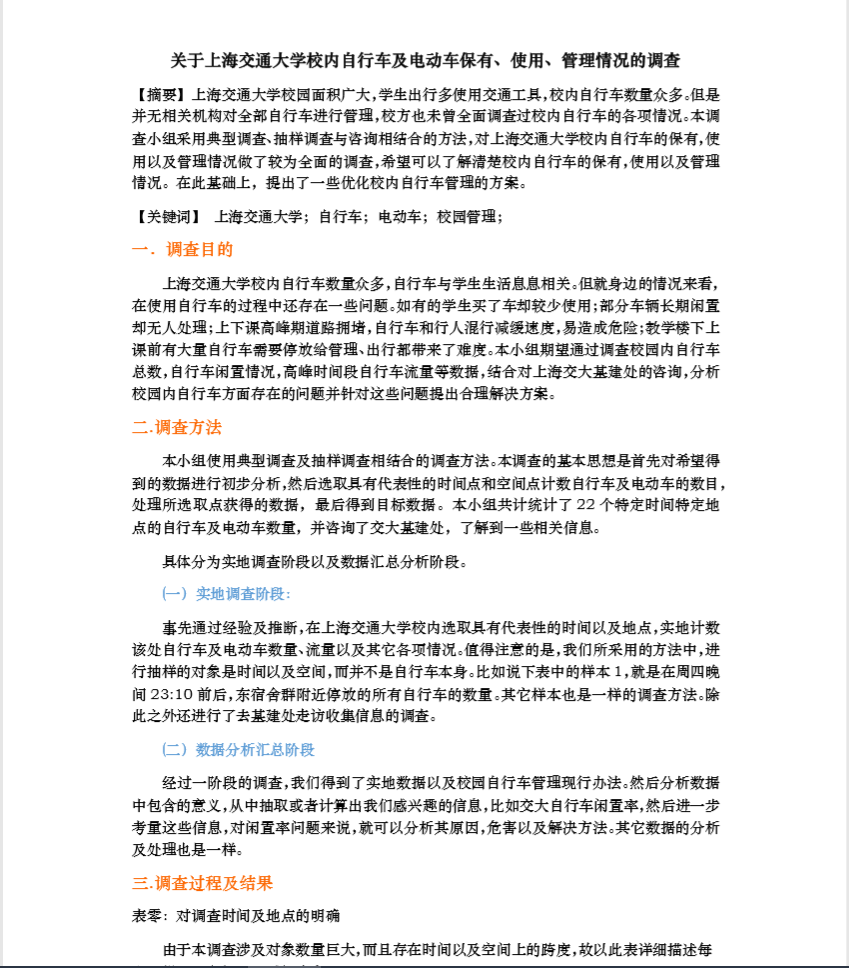 关于上海交通大学校内自行车及电动车保有、使用、管理情况的调查
【摘要】上海交通大学校园面积广大,学生出行多使用交通工具,校内自行车数量众多。但是
并无相关机构对全部自行车进行管理,校方也未曾全面调查过校内自行车的各项情况。本调
查小组采用典型调查、抽样调查与咨询相结合的方法,对上海交通大学校内自行车的保有,使
用以及管理情况做了较为全面的调查,希望可以了解清楚校内自行车的保有,使用以及管理
情况。在此基础上，提出了一些优化校内自行车管理的方案。
【关键词】 上海交通大学；自行车；电动车；校园管理；
一．调查目的
上海交通大学校内自行车数量众多,自行车与学生生活息息相关。但就身边的情况来看,
在使用自行车的过程中还存在一些问题。如有的学生买了车却较少使用;部分车辆长期闲置
却无人处理;上下课高峰期道路拥堵,自行车和行人混行减缓速度,易造成危险;教学楼下上
课前有大量自行车需要停放给管理、出行都带来了难度。本小组期望通过调查校园内自行车
总数,自行车闲置情况,高峰时间段自行车流量等数据,结合对上海交大基建处的咨询,分析
校园内自行车方面存在的问题并针对这些问题提出合理解决方案。
二.调查方法
本小组使用典型调查及抽样调查相结合的调查方法。本调查的基本思想是首先对希望得
到的数据进行初步分析,然后选取具有代表性的时间点和空间点计数自行车及电动车的数目,
处理所选取点获得的数据，最后得到目标数据。本小组共计统计了 22 个特定时间特定地
点的自行车及电动车数量，并咨询了交大基建处，了解到一些相关信息。
具体分为实地调查阶段以及数据汇总分析阶段。
(一）实地调查阶段：
事先通过经验及推断,在上海交通大学校内选取具有代表性的时间以及地点,实地计数
该处自行车及电动车数量、流量以及其它各项情况。值得注意的是,我们所采用的方法中,进
行抽样的对象是时间以及空间,而并不是自行车本身。比如说下表中的样本 1,就是在周四晚
间 23:10 前后,东宿舍群附近停放的所有自行车的数量。其它样本也是一样的调查方法。除
此之外还进行了去基建处走访收集信息的调查。
(二）数据分析汇总阶段
经过一阶段的调查,我们得到了实地数据以及校园自行车管理现行办法。然后分析数据
中包含的意义,从中抽取或者计算出我们感兴趣的信息,比如交大自行车闲置率,然后进一步
考量这些信息,对闲置率问题来说,就可以分析其原因,危害以及解决方法。其它数据的分析
及处理也是一样。
三.调查过程及结果
表零：对调查时间及地点的明确
由于本调查涉及对象数量巨大,而且存在时间以及空间上的跨度,故以此表详细描述每